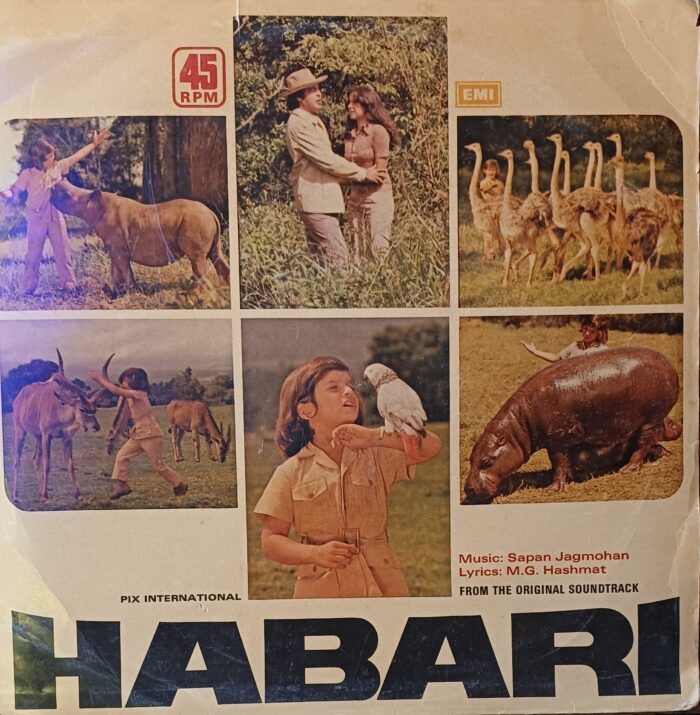 45
RPM
EMI
Music: Sapan Jagmohan
Lyrics: M.G. Hashmat
PIX INTERNATIONAL
FROM THE ORIGINAL SOUNDTRACK
HABARI